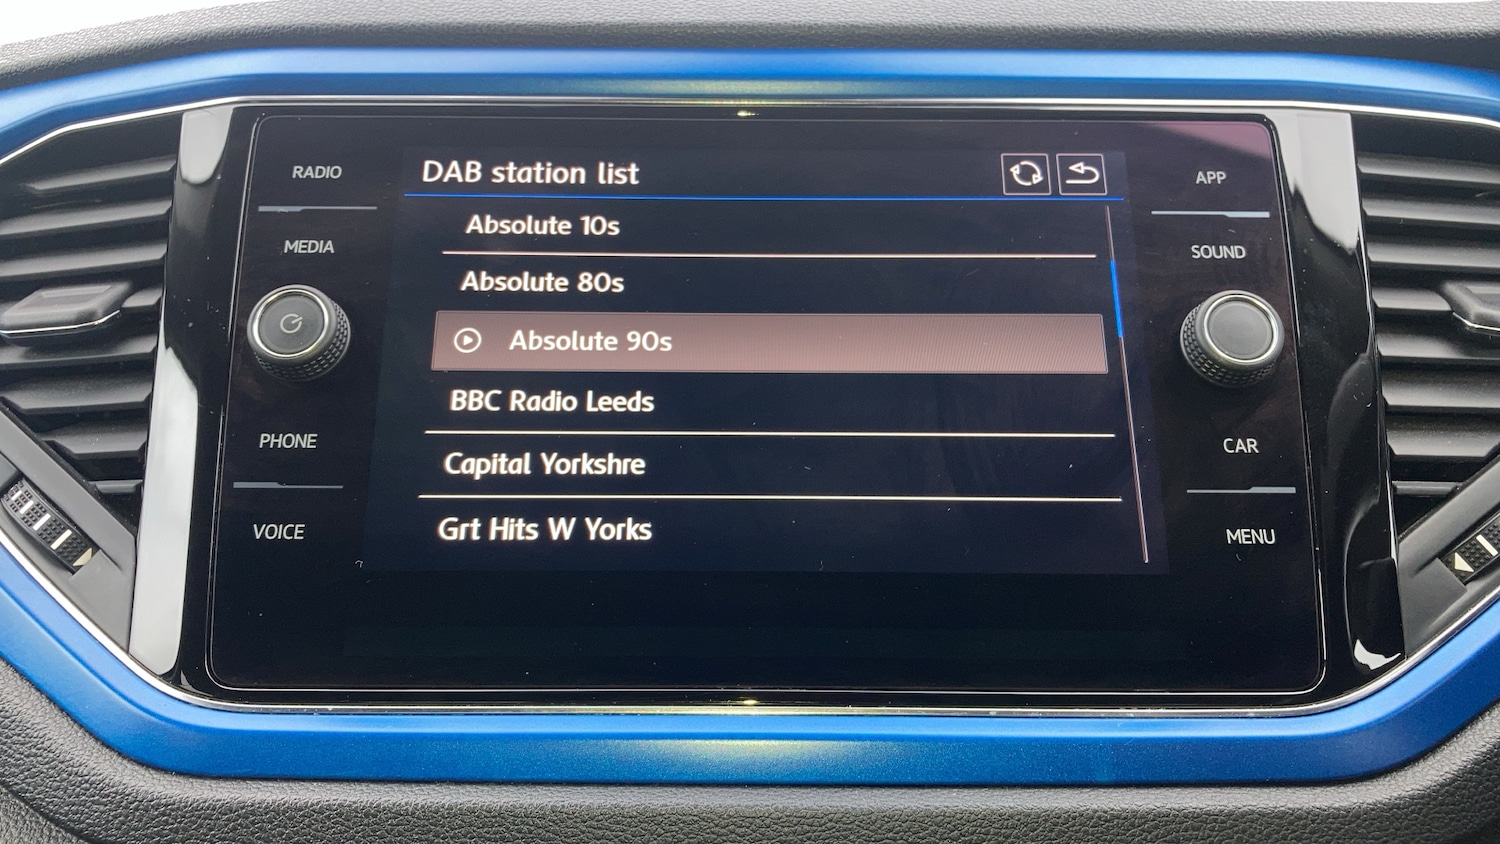 RADIO
MEDIA
PHONE
VOICE
DAB station list
Absolute 10s
Absolute 80s
Absolute 90s
BBC Radio Leeds
Capital Yorkshre
Grt Hits W Yorks
APP
SOUND
CAR
MENU